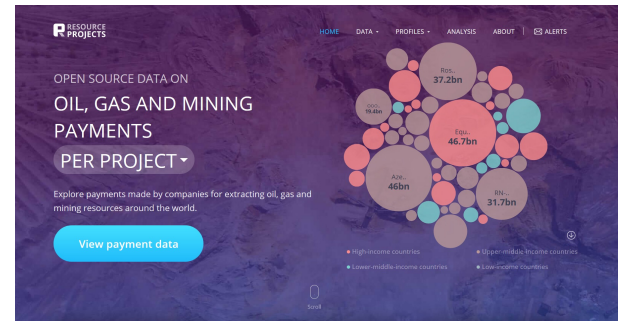 RESOURCE
PROJECTS
HOME DATA PROFILES ANALYSIS ABOUT ALERTS
OPEN SOURCE DATA ON
OIL, GAS AND MINING
PAYMENTS
PER PROJECT
Explore payments made by companies for extracting oil, gas and
mining resources around the world.
View payment data
Ros..
37.2bn
19.4bn
Equ..
46.7bn
Aze..
46bn
RN-..
31.7bn
High-income countries
Upper-middle-income countries
Lower-middle-income countries
Low-income countries
Scroll